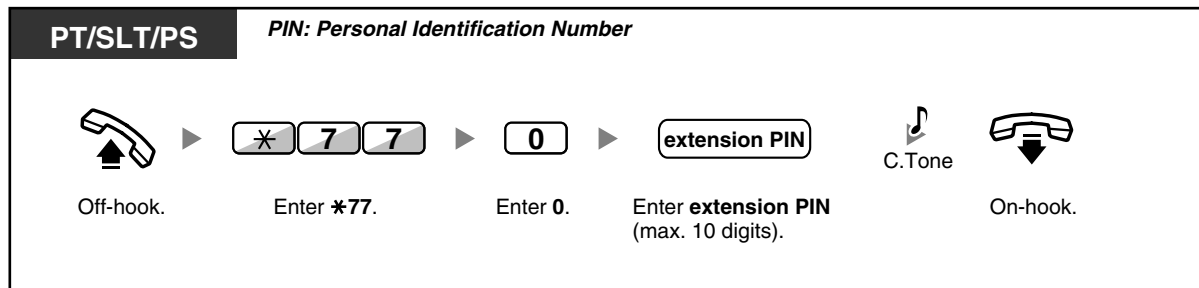 PT/SLT/PS
PIN: Personal Identification Number
✳ 7 7
0
extension PIN
C.Tone
Off-hook.
Enter ✳77.
Enter 0.
Enter extension PIN
(max. 10 digits).
On-hook.